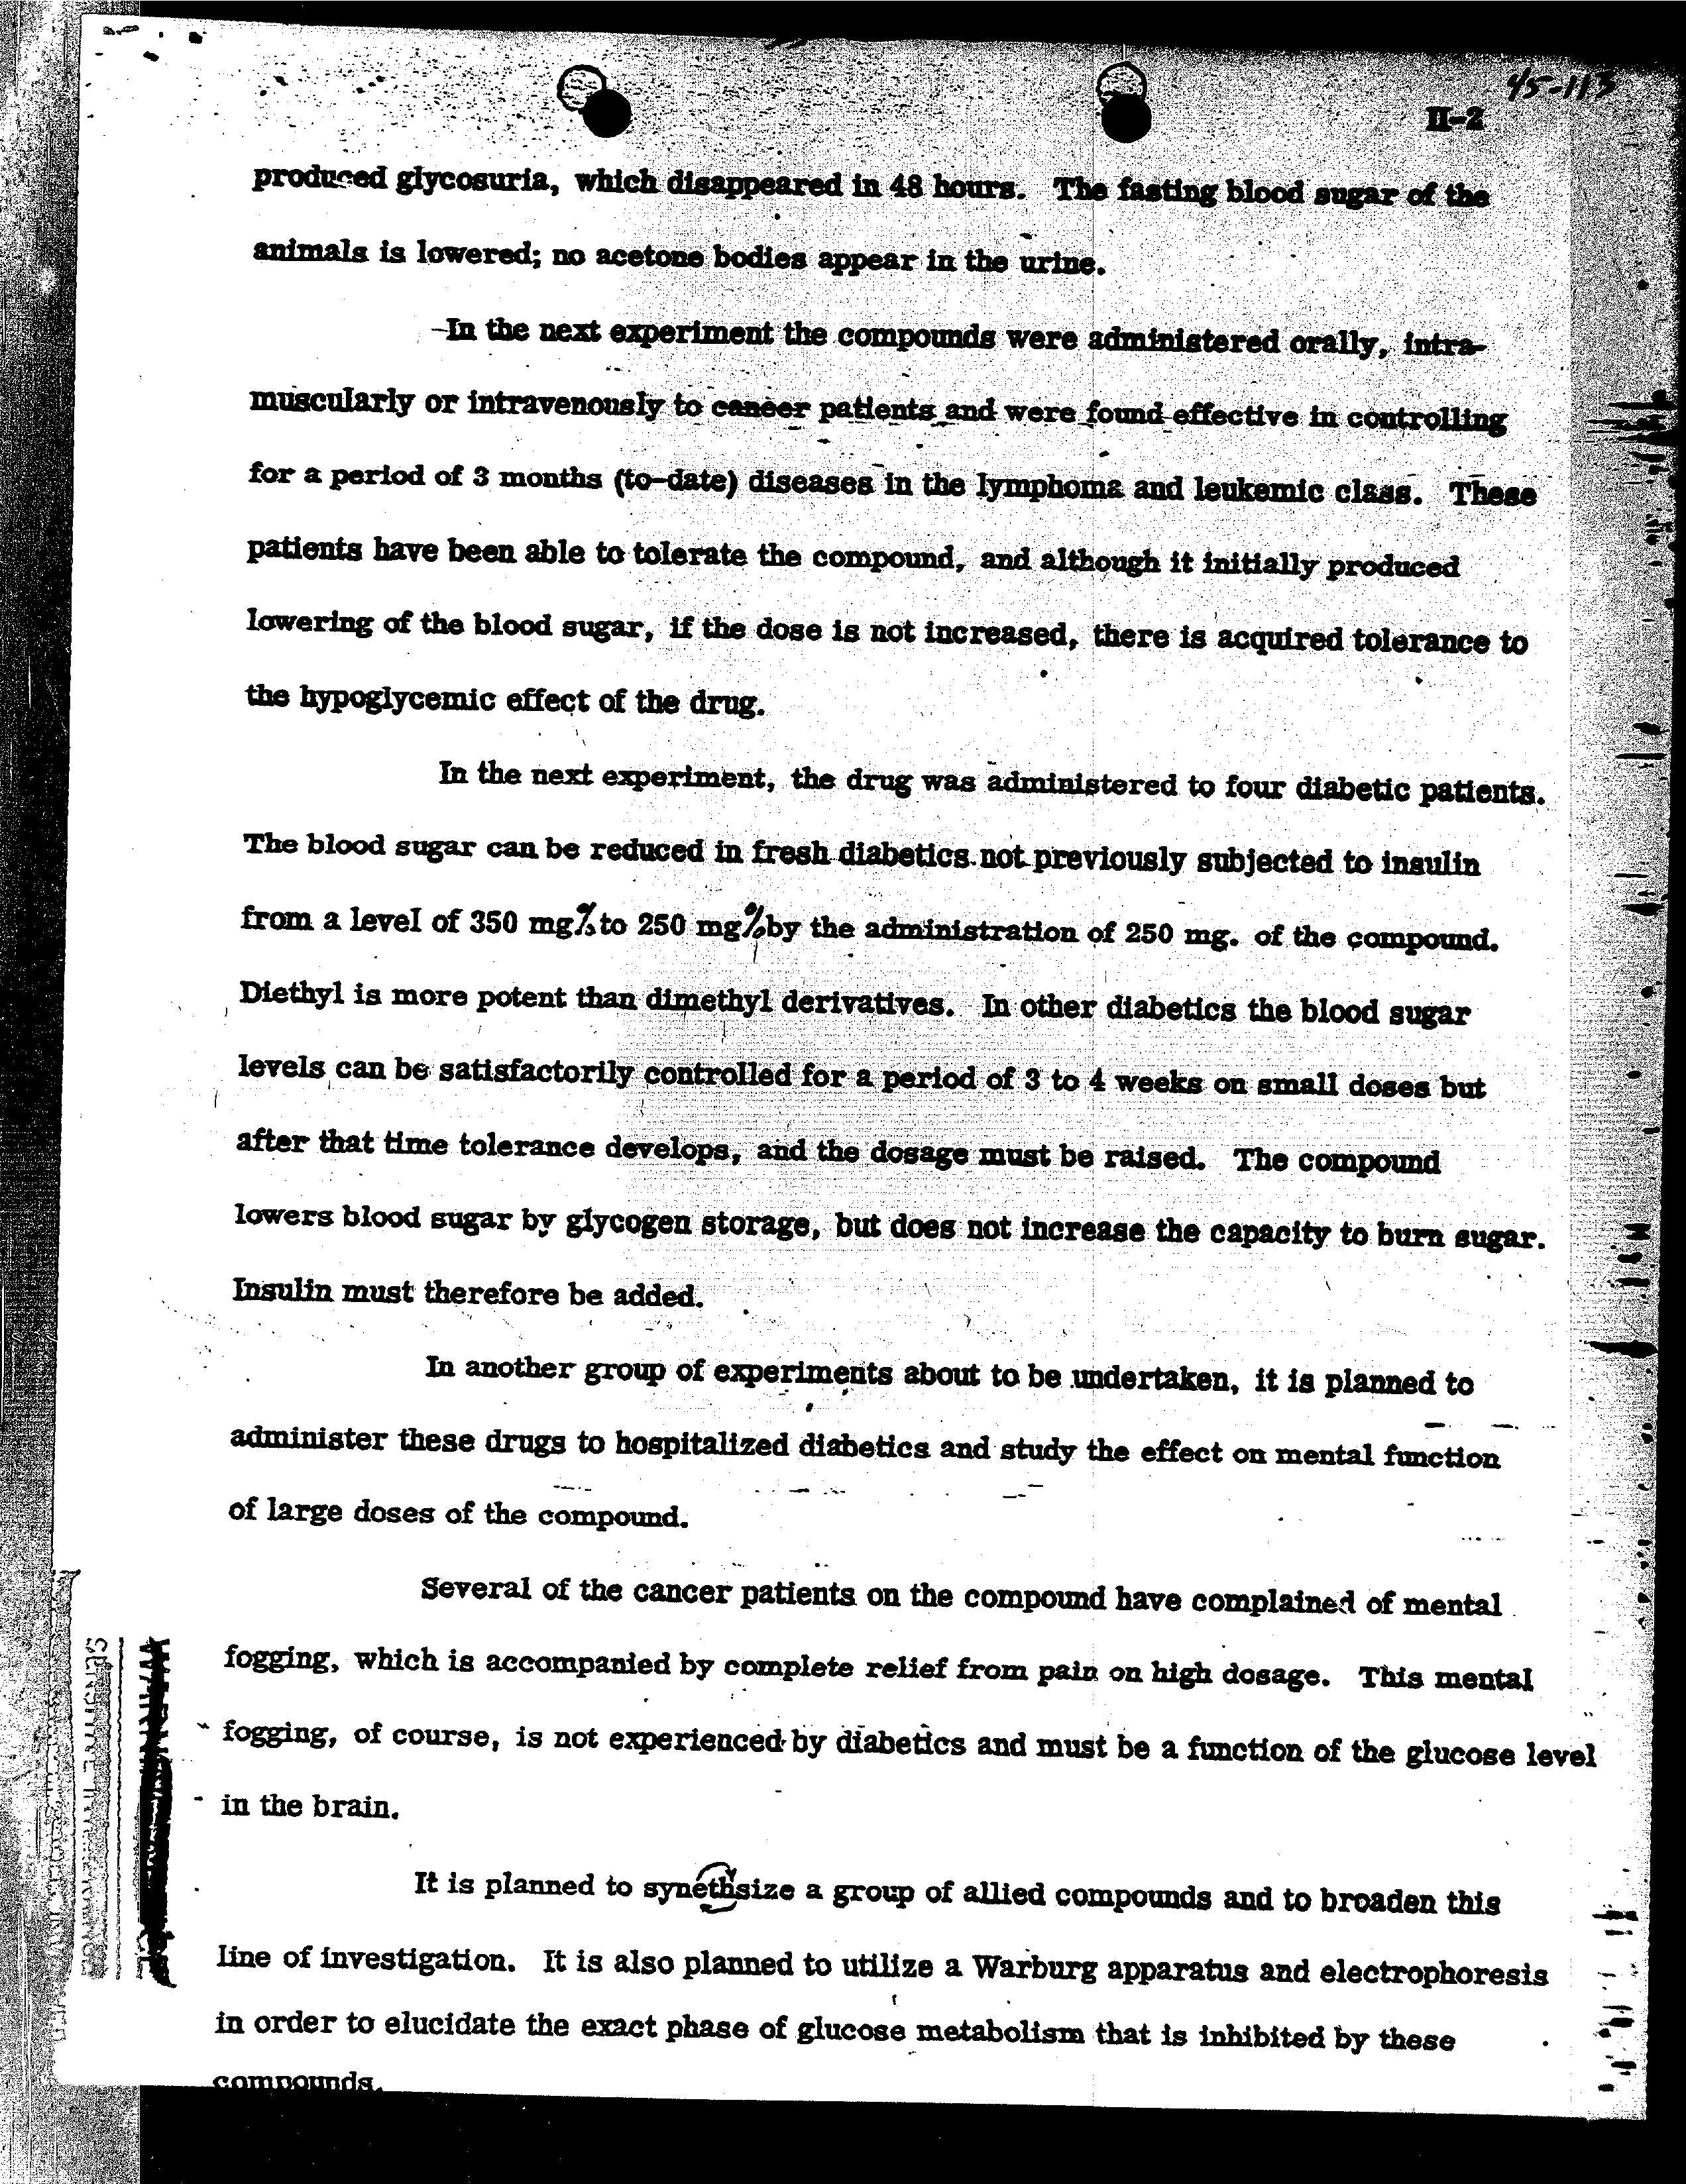 45-113
II-2
produced glycosuria, which disappeared in 48 hours. The fasting blood sugar of the
animals is lowered; no acetone bodies appear in the urine.
-In the next experiment the compounds were administered orally, intra-
muscularly or intravenously to cancer patients and were found effective in controlling
for a period of 3 months (to-date) diseases in the lymphoma and leukemic class. These
patients have been able to tolerate the compound, and although it initially produced
lowering of the blood sugar, if the dose is not increased, there is acquired tolerance to
the hypoglycemic effect of the drug.
In the next experiment, the drug was administered to four diabetic patients.
The blood sugar can be reduced in fresh diabetics not previously subjected to insulin
from a level of 350 mg% to 250 mg% by the administration of 250 mg. of the compound.
Diethyl is more potent than dimethyl derivatives. In other diabetics the blood sugar
levels can be satisfactorily controlled for a period of 3 to 4 weeks on small doses but
after that time tolerance develops, and the dosage must be raised. The compound
lowers blood sugar by glycogen storage, but does not increase the capacity to burn sugar.
Insulin must therefore be added.
In another group of experiments about to be undertaken, it is planned to
administer these drugs to hospitalized diabetics and study the effect on mental function
of large doses of the compound.
Several of the cancer patients on the compound have complained of mental
fogging, which is accompanied by complete relief from pain on high dosage. This mental
fogging, of course, is not experienced by diabetics and must be a function of the glucose level
in the brain.
It is planned to synethsize a group of allied compounds and to broaden this
line of investigation. It is also planned to utilize a Warburg apparatus and electrophoresis
in order to elucidate the exact phase of glucose metabolism that is inhibited by these
compounds.